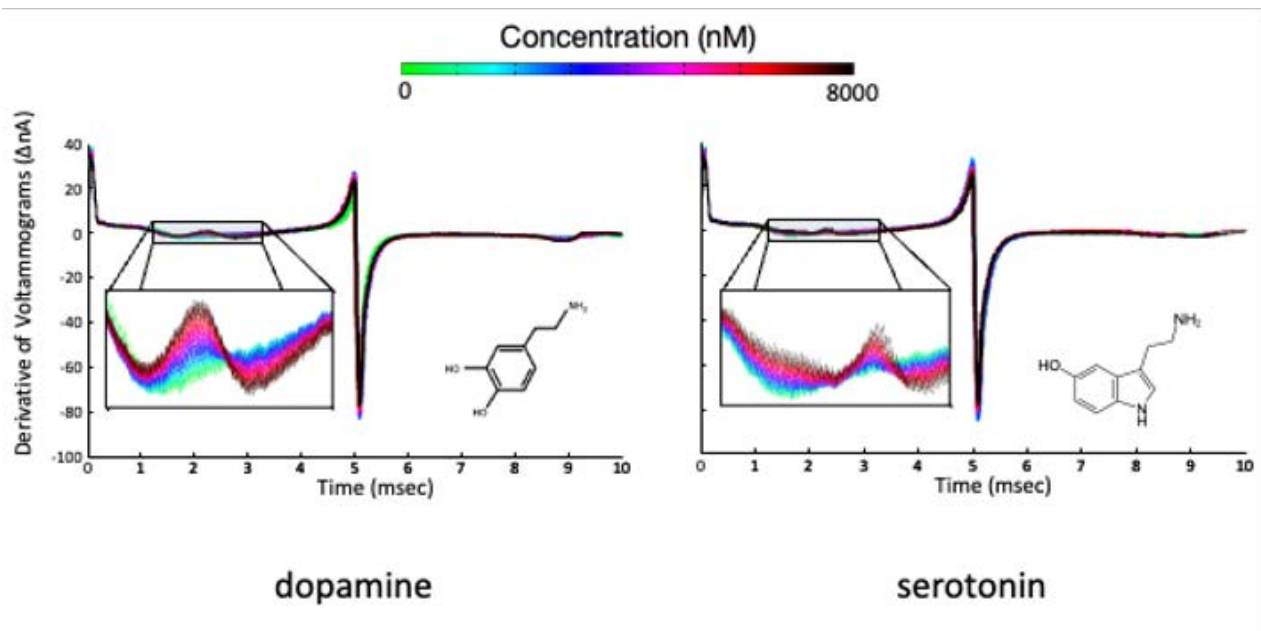 Concentration (nM)
0 8000
Derivative of Voltammograms (ΔnA)
40
20
0
-20
-40
-60
-80
-100
0 1 2 3 4 5 6 7 8 9 10
Time (msec)
NH₂
HO
HO
0 1 2 3 4 5 6 7 8 9 10
Time (msec)
NH₂
HO
N
H
dopamine
serotonin